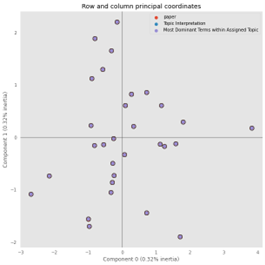 Row and column principal coordinates
paper
Topic Interpretation
Most Dominant Terms within Assigned Topic
2
1
0
-1
-2
Component 1 (0.32% inertia)
-3
-2
-1
0
1
2
3
4
Component 0 (0.32% inertia)